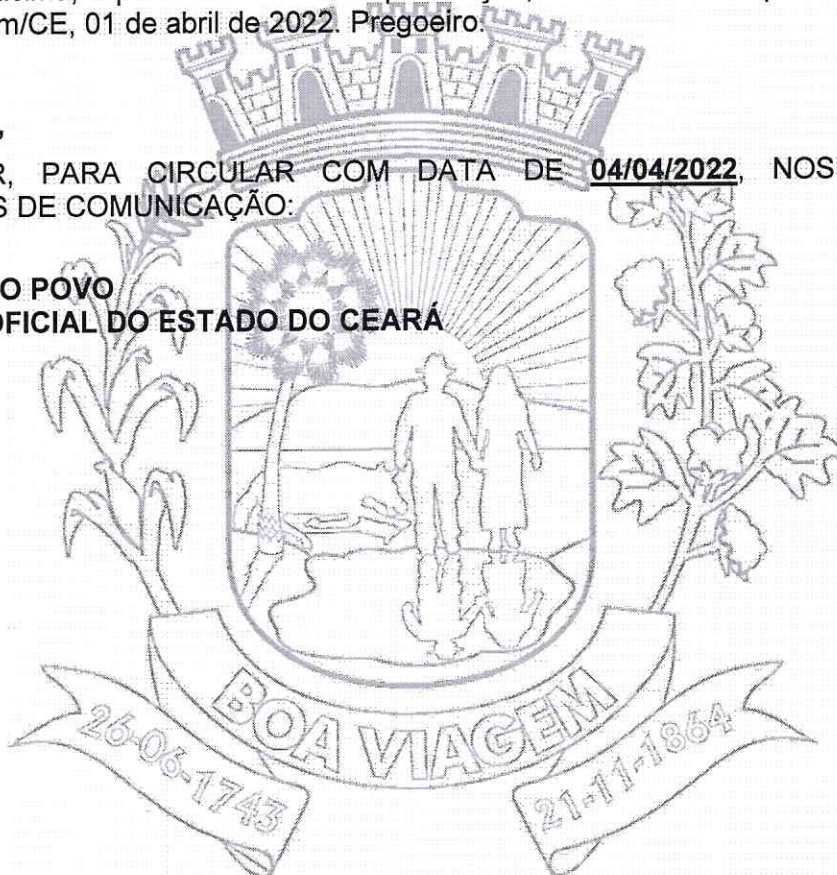 m/CE, 01 de abril de 2022. Pregoeiro.
R, PARA CIRCULAR COM DATA DE 04/04/2022, NOS
S DE COMUNICAÇÃO:
O POVO
OFICIAL DO ESTADO DO CEARÁ
BOA VIAGEM
26-06-1743
21-11-1864